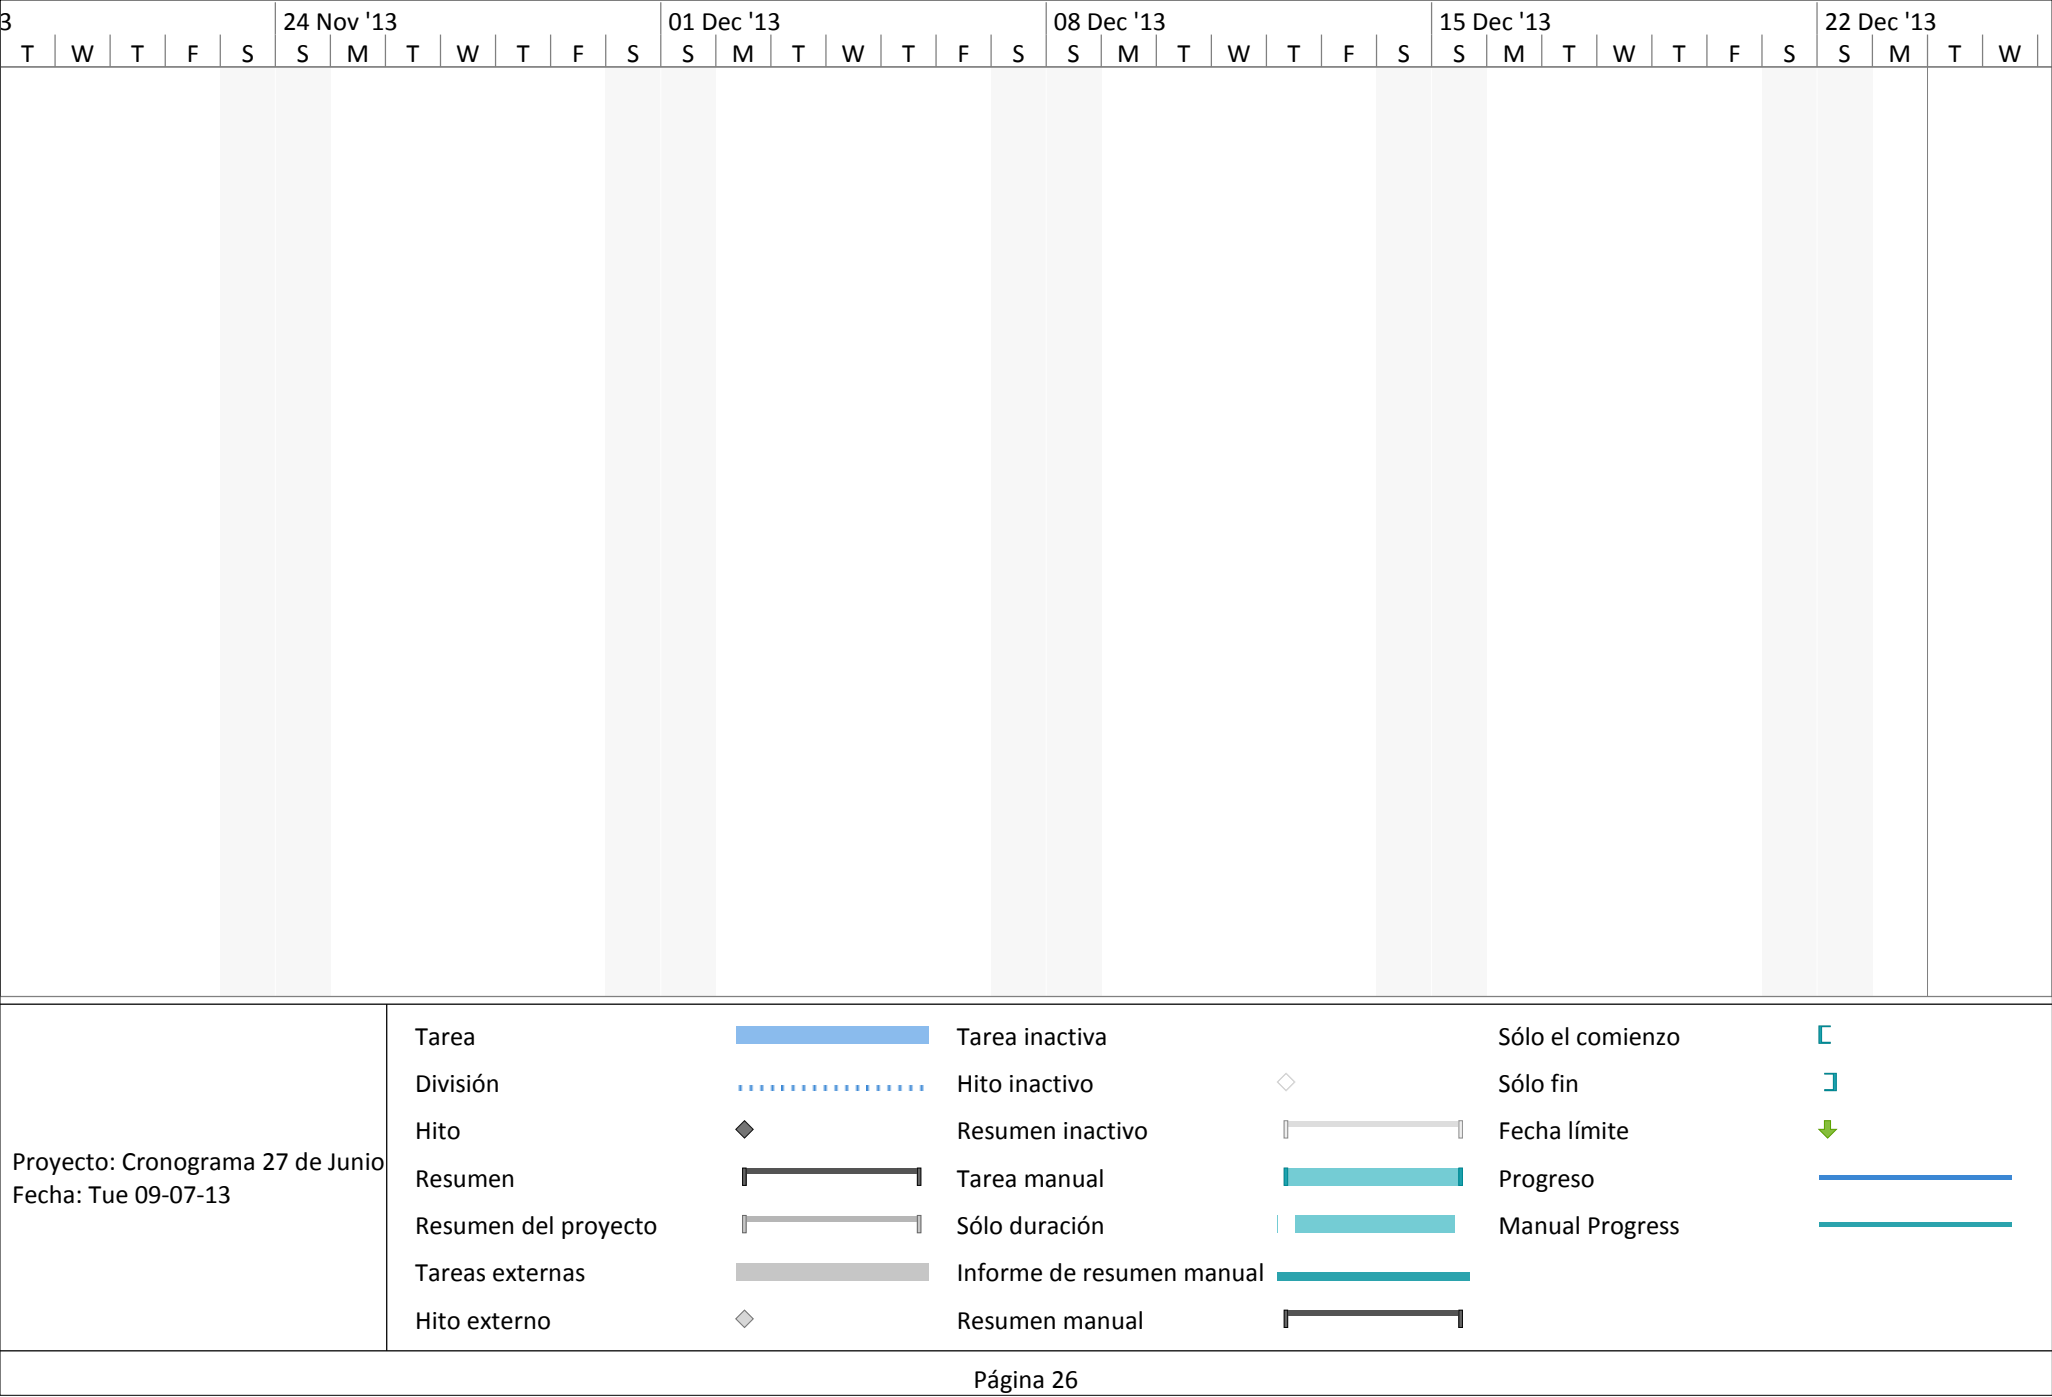 3 24 Nov '13 01 Dec '13 08 Dec '13 15 Dec '13 22 Dec '13
T W T F S S M T W T F S S M T W T F S S M T W T F S S M T W T F S S M T W
Proyecto: Cronograma 27 de Junio
Fecha: Tue 09-07-13
Tarea
División
Hito
Resumen
Resumen del proyecto
Tareas externas
Hito externo
Tarea inactiva
Hito inactivo
Resumen inactivo
Tarea manual
Sólo duración
Informe de resumen manual
Resumen manual
Sólo el comienzo
Sólo fin
Fecha límite
Progreso
Manual Progress
Página 26